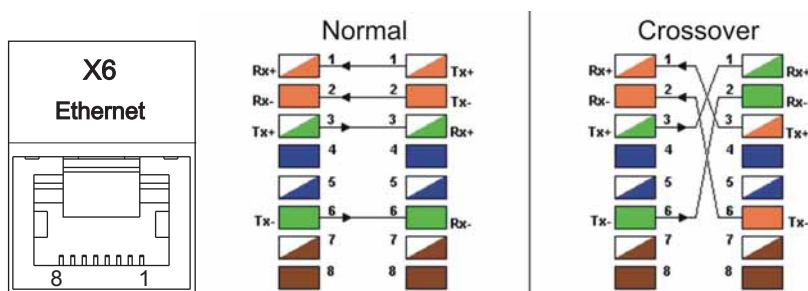 X6
Ethernet
8 1
Normal
Rx+ 1 1 Tx+
Rx- 2 2 Tx-
Tx+ 3 3 Rx+
4 4
5 5
Tx- 6 6 Rx-
7 7
8 8
Crossover
Rx+ 1 1 Rx+
Rx- 2 2 Rx-
Tx+ 3 3 Tx+
4 4
5 5
Tx- 6 6 Tx-
7 7
8 8